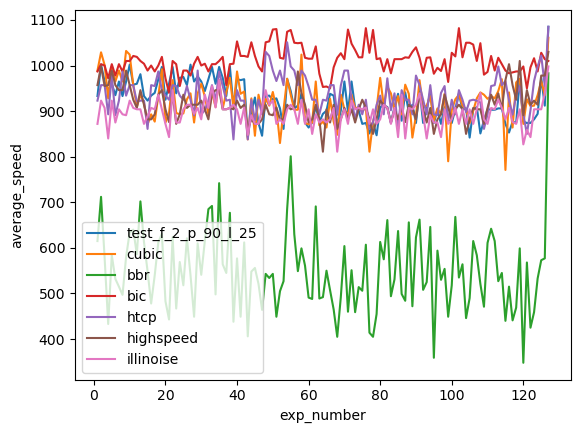 1100
1000
900
800
700
600
500
400
average_speed
test_f_2_p_90_l_25
cubic
bbr
bic
htcp
highspeed
illinoise
0
20
40
60
80
100
120
exp_number